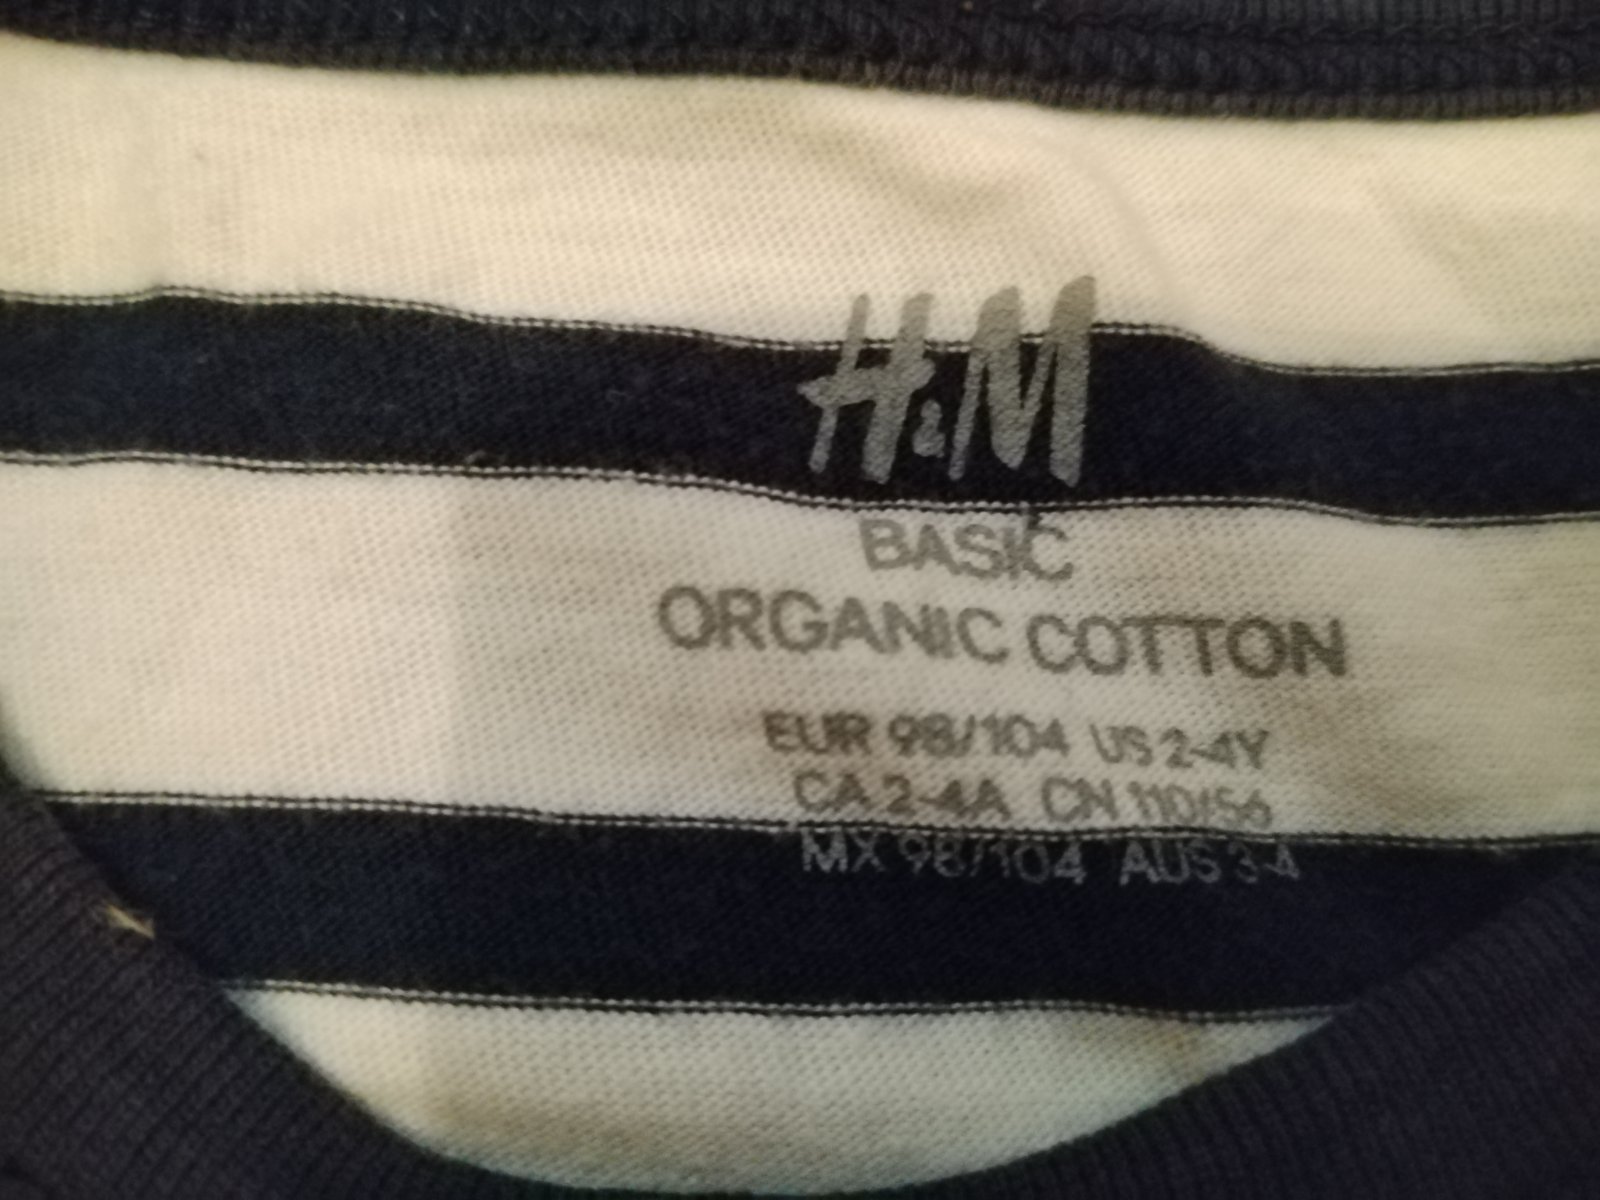 H&M
BASIC
ORGANIC COTTON
EUR 98/104 US 2-4Y
CA 2-4A CN 110/56
MX 98/104 AUS 3-4